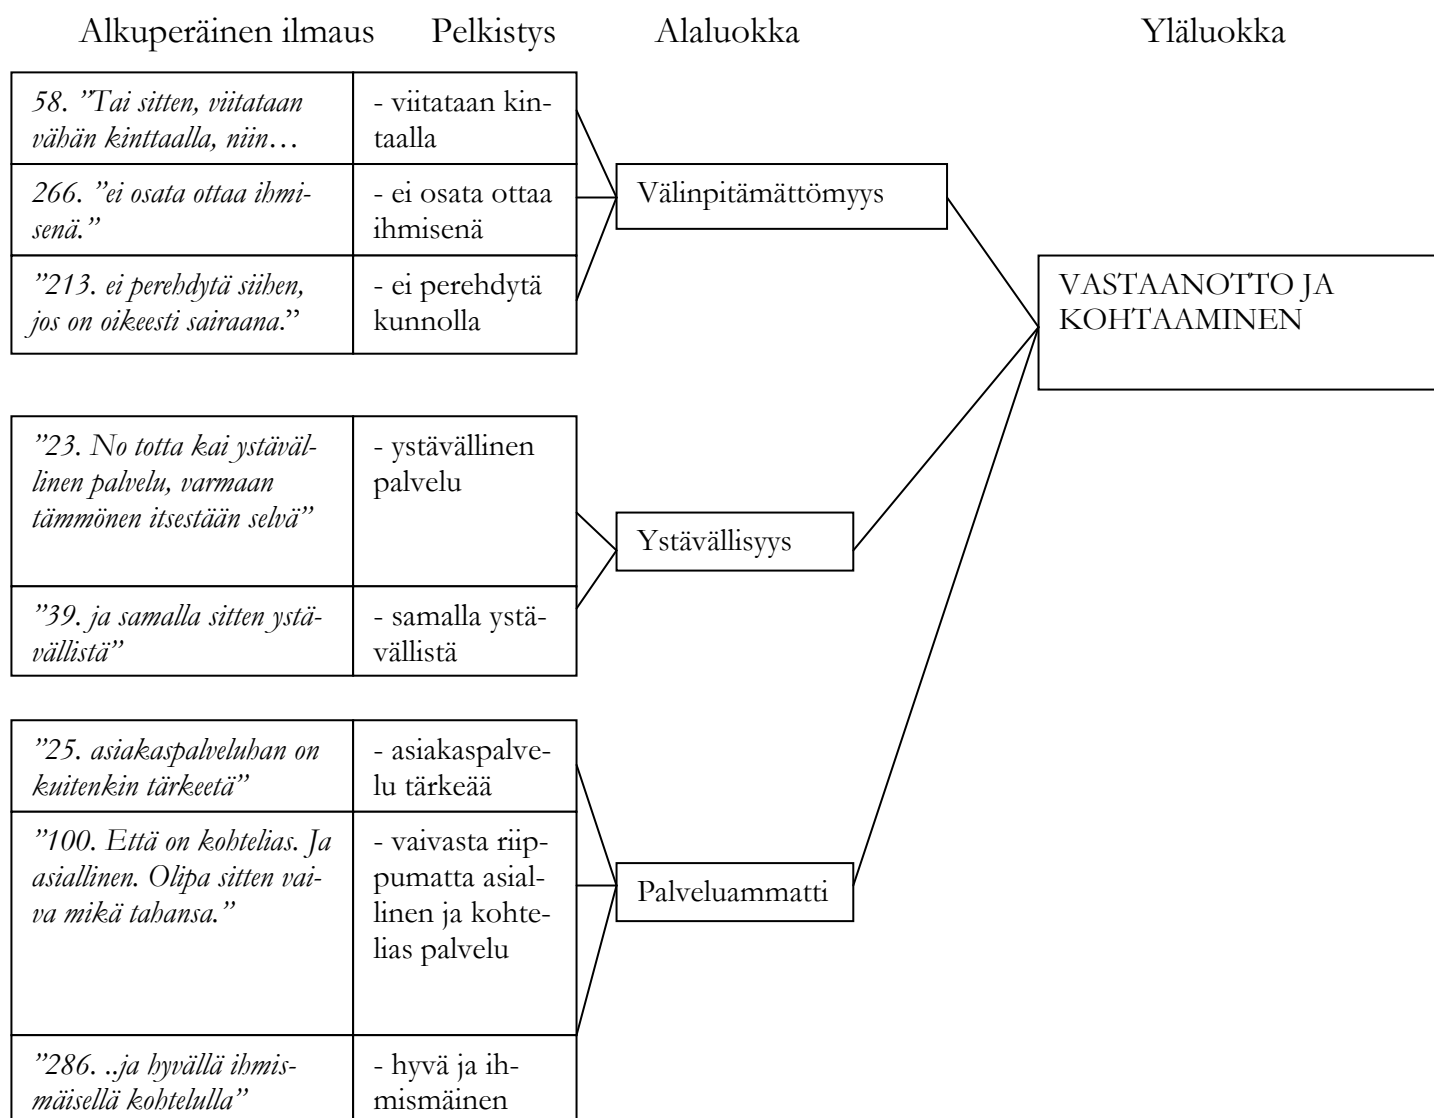 Alkuperäinen ilmaus Pelkistys Alaluokka Yläluokka
58. ”Tai sitten, viitataan
vähän kinttaalla, niin…
- viitataan kin-
taalla
266. ”ei osata ottaa ihmi-
senä.”
- ei osata ottaa
ihmisenä
”213. ei perehdytä siihen,
jos on oikeesti sairaana.”
- ei perehdytä
kunnolla
Välinpitämättömyys
VASTAANOTTO JA
KOHTAAMINEN
”23. No totta kai ystäväl-
linen palvelu, varmaan
tämmönen itsestään selvä”
- ystävällinen
palvelu
”39. ja samalla sitten ystä-
vällistä”
- samalla ystä-
vällistä
Ystävällisyys
”25. asiakaspalveluhan on
kuitenkin tärkeetä”
- asiakaspalve-
lu tärkeää
”100. Että on kohtelias. Ja
asiallinen. Olipa sitten vai-
va mikä tahansa.”
- vaivasta riip-
pumatta asial-
linen ja kohte-
lias palvelu
”286. ..ja hyvällä ihmis-
mäisellä kohtelulla”
- hyvä ja ih-
mismäinen
Palveluammatti